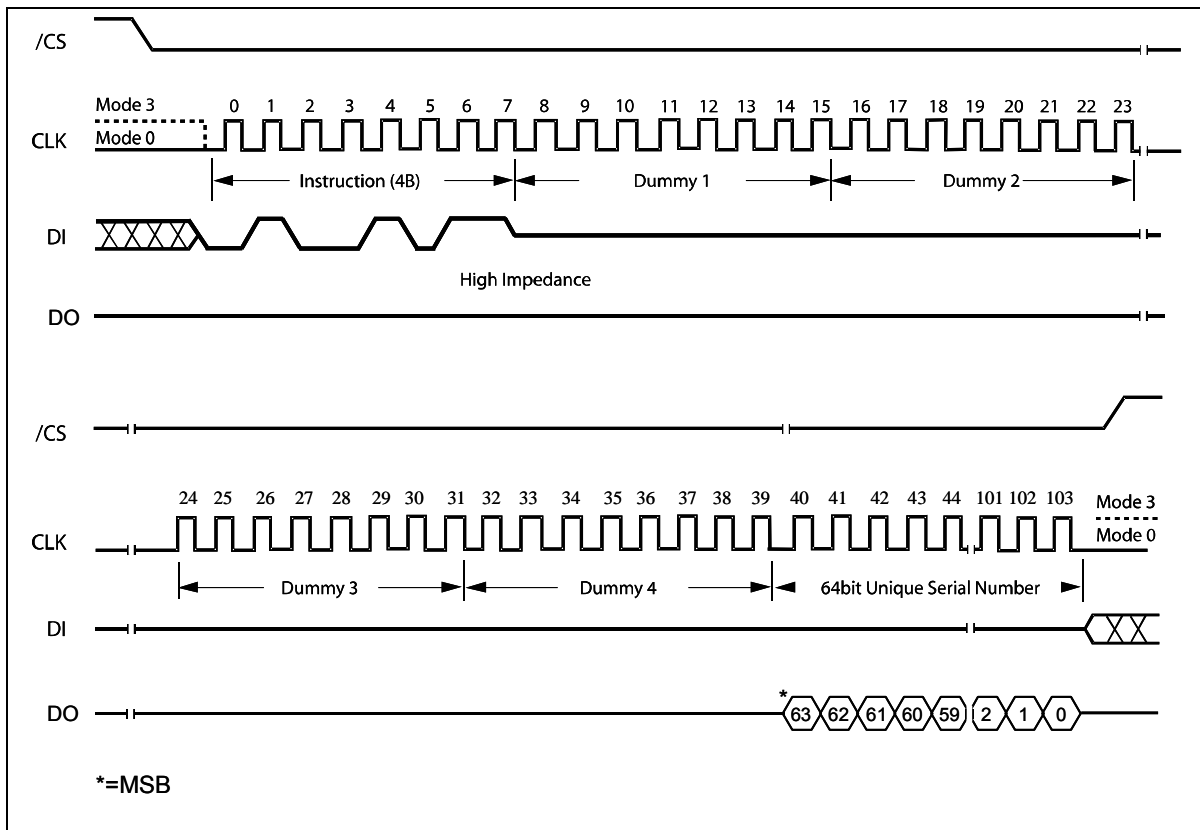 /CS
Mode 3
0 1 2 3 4 5 6 7 8 9 10 11 12 13 14 15 16 17 18 19 20 21 22 23
CLK
Mode 0
Instruction (4B) Dummy 1 Dummy 2
DI
High Impedance
DO
/CS
24 25 26 27 28 29 30 31 32 33 34 35 36 37 38 39 40 41 42 43 44 101 102 103
Mode 3
CLK
Mode 0
Dummy 3 Dummy 4 64bit Unique Serial Number
DI
*
DO 63 62 61 60 59 2 1 0
*=MSB